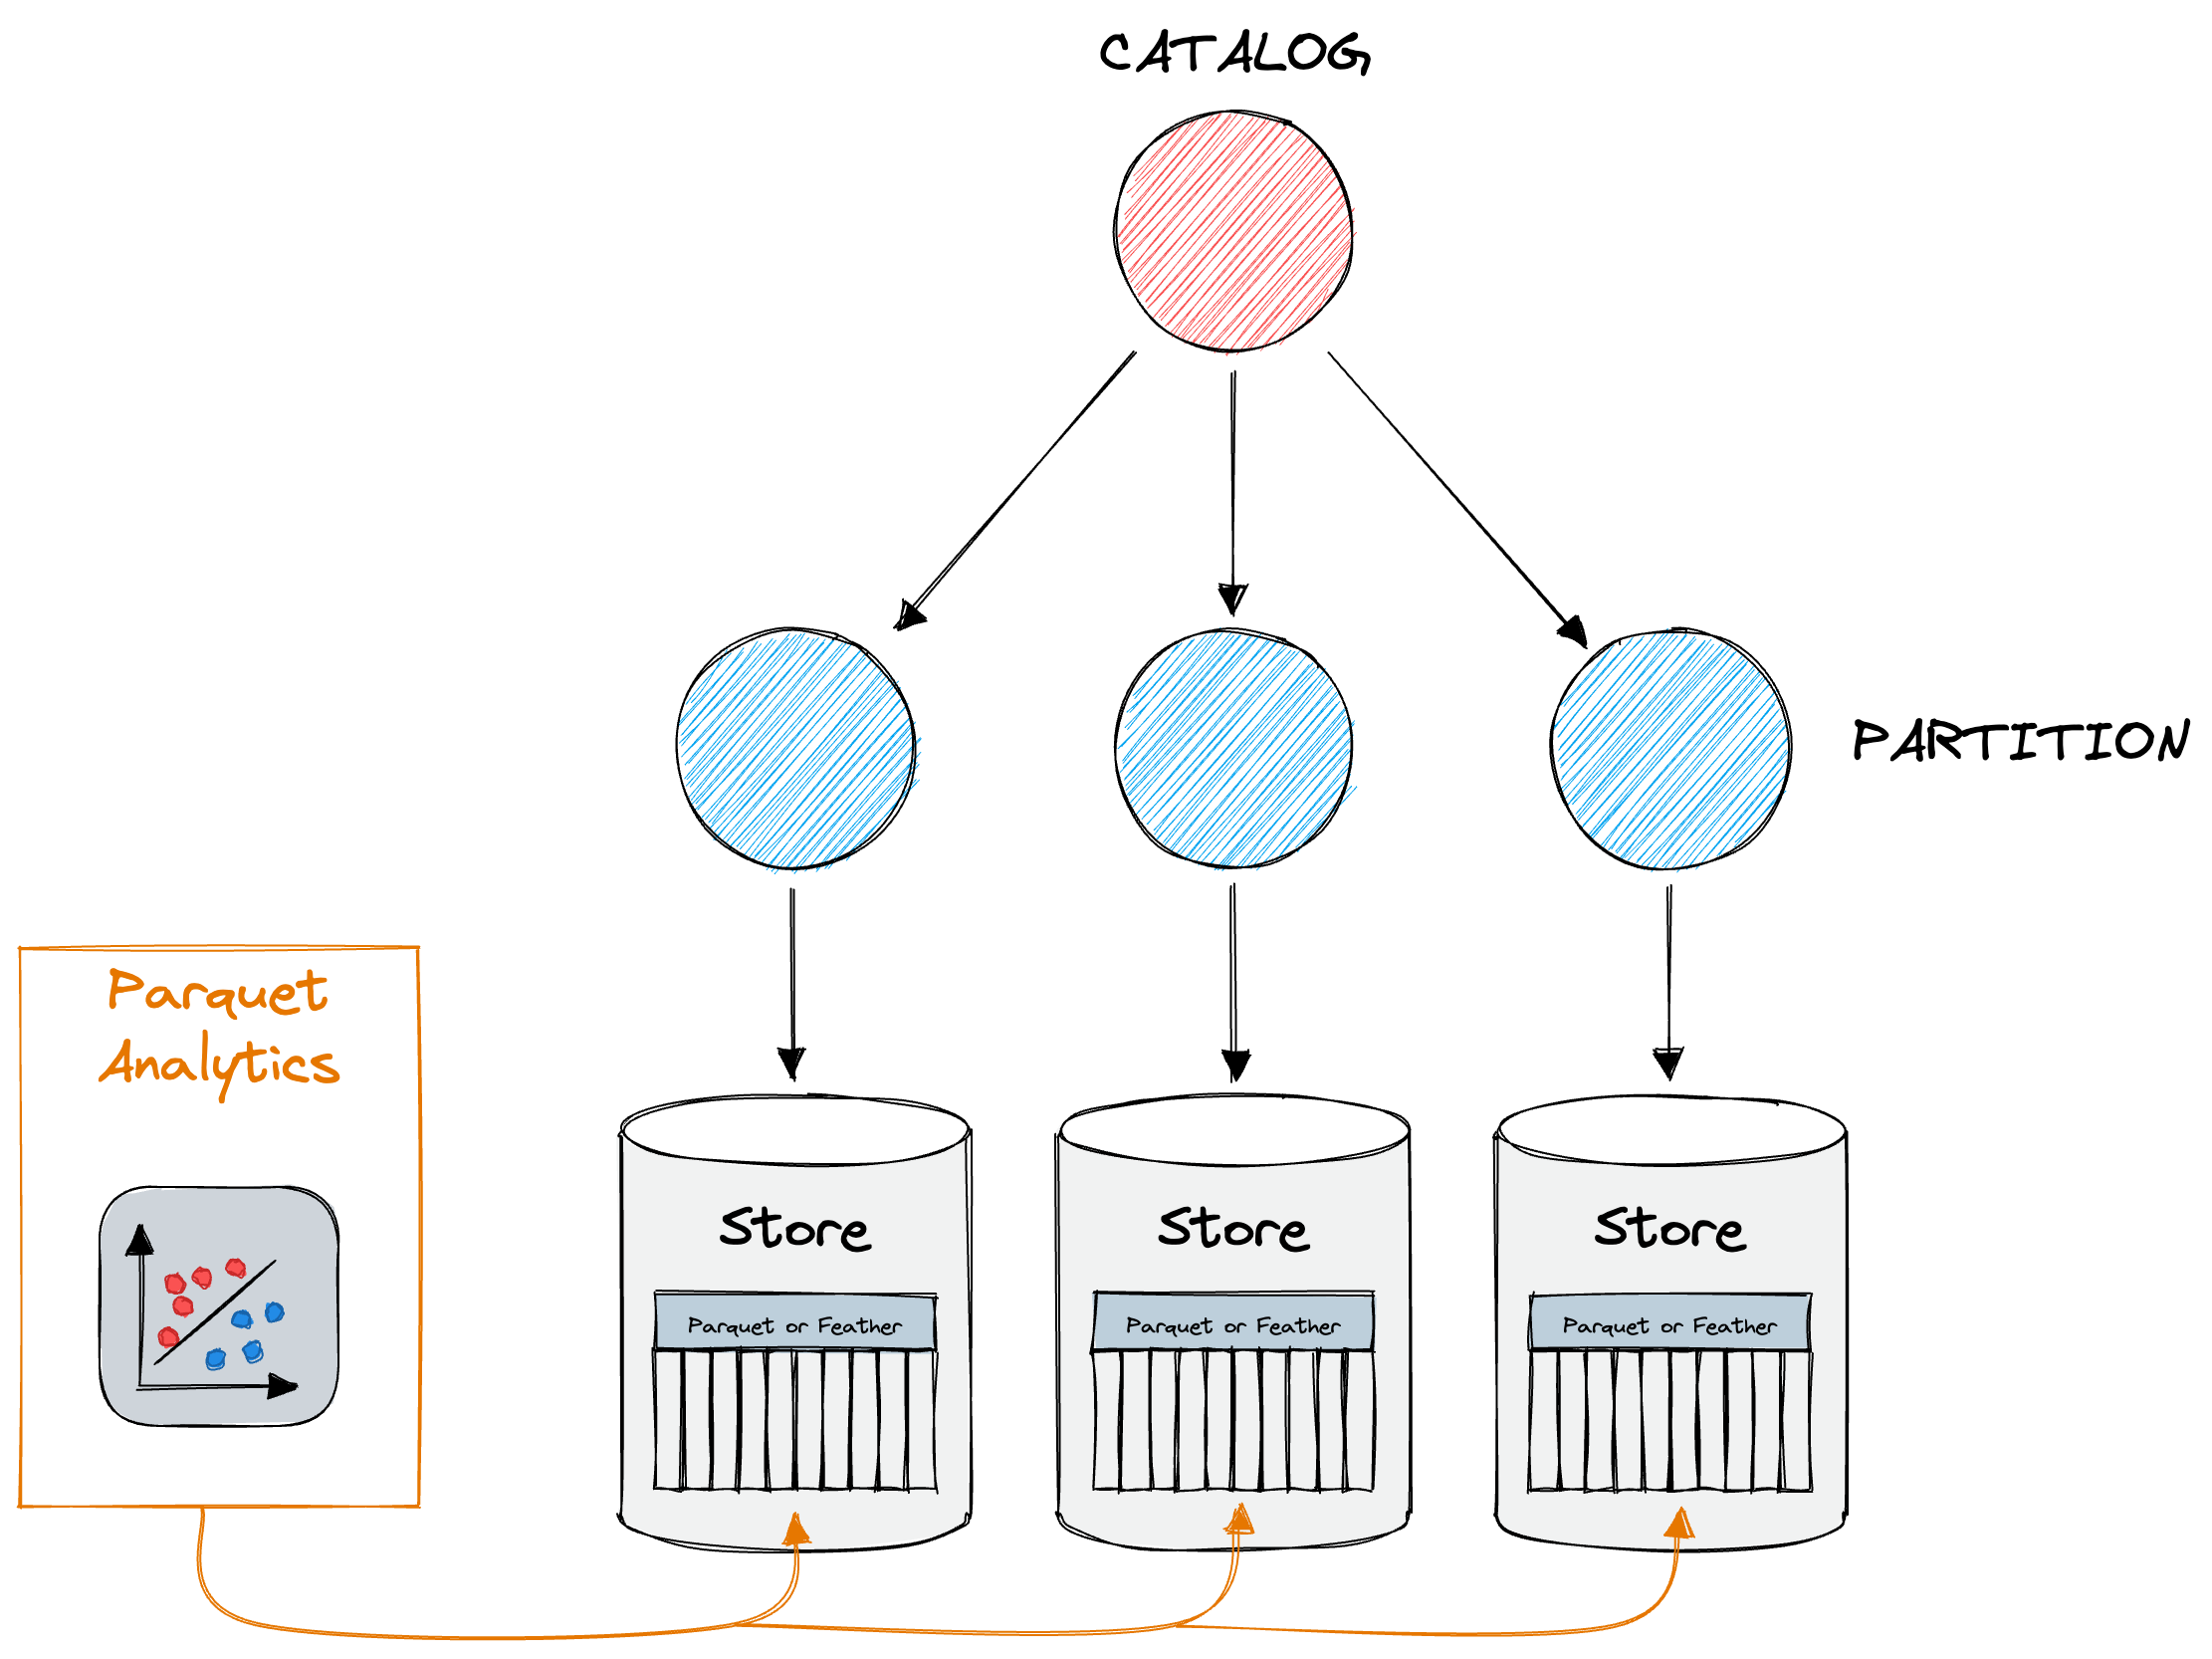 CATALOG
PARTITION
Parquet
Analytics
Store
Store
Store
Parquet or Feather
Parquet or Feather
Parquet or Feather